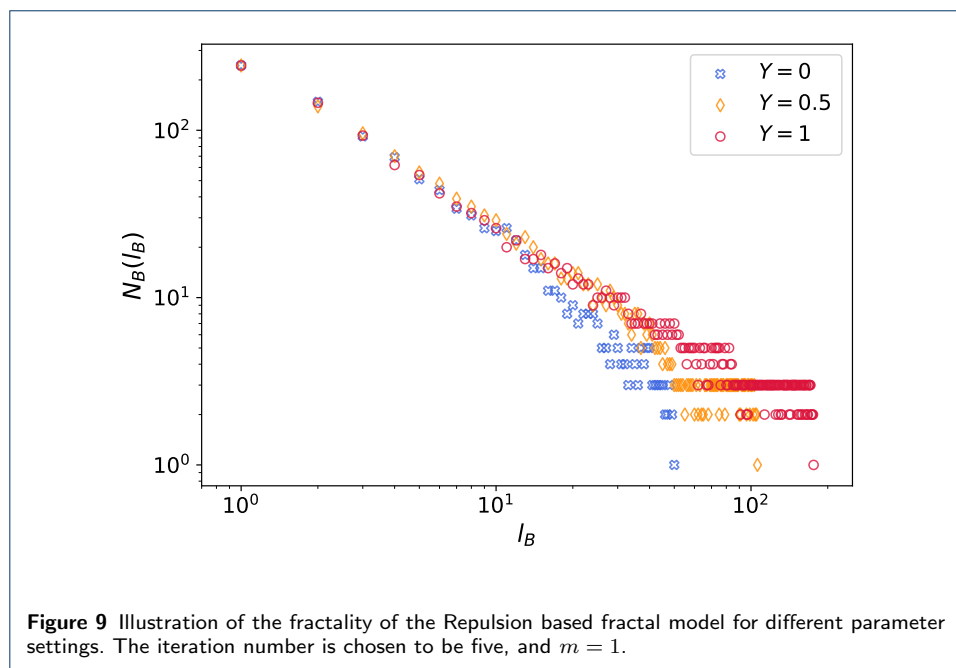 N_B(l_B)
10^2
10^1
10^0
Y = 0
Y = 0.5
Y = 1
10^0 10^1 10^2
l_B
Figure 9 Illustration of the fractality of the Repulsion based fractal model for different parameter
settings. The iteration number is chosen to be five, and m = 1.